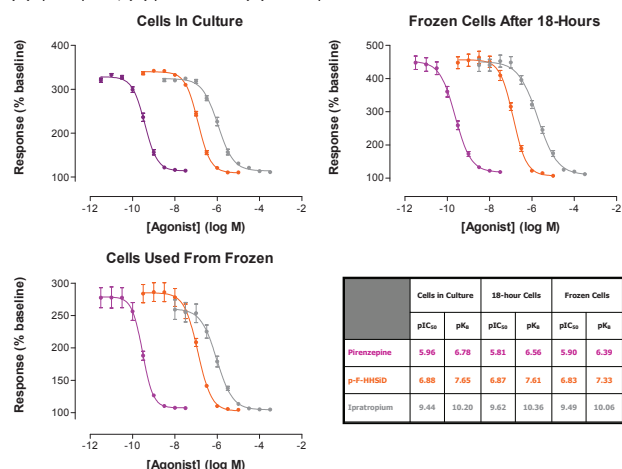 Cells In Culture
Response (% baseline)
400
300
200
100
-12 -10 -8 -6 -4 -2
[Agonist] (log M)
Frozen Cells After 18-Hours
Response (% baseline)
500
400
300
200
100
-12 -10 -8 -6 -4 -2
[Agonist] (log M)
Cells Used From Frozen
Response (% baseline)
300
250
200
150
100
-12 -10 -8 -6 -4 -2
[Agonist] (log M)
Cells in Culture 18-hour Cells Frozen Cells
pIC50 pKB pIC50 pKB pIC50 pKB
Pirenzepine 5.96 6.78 5.81 6.56 5.90 6.39
p-F-HHSiD 6.88 7.65 6.87 7.61 6.83 7.33
Ipratropium 9.44 10.20 9.62 10.36 9.49 10.06